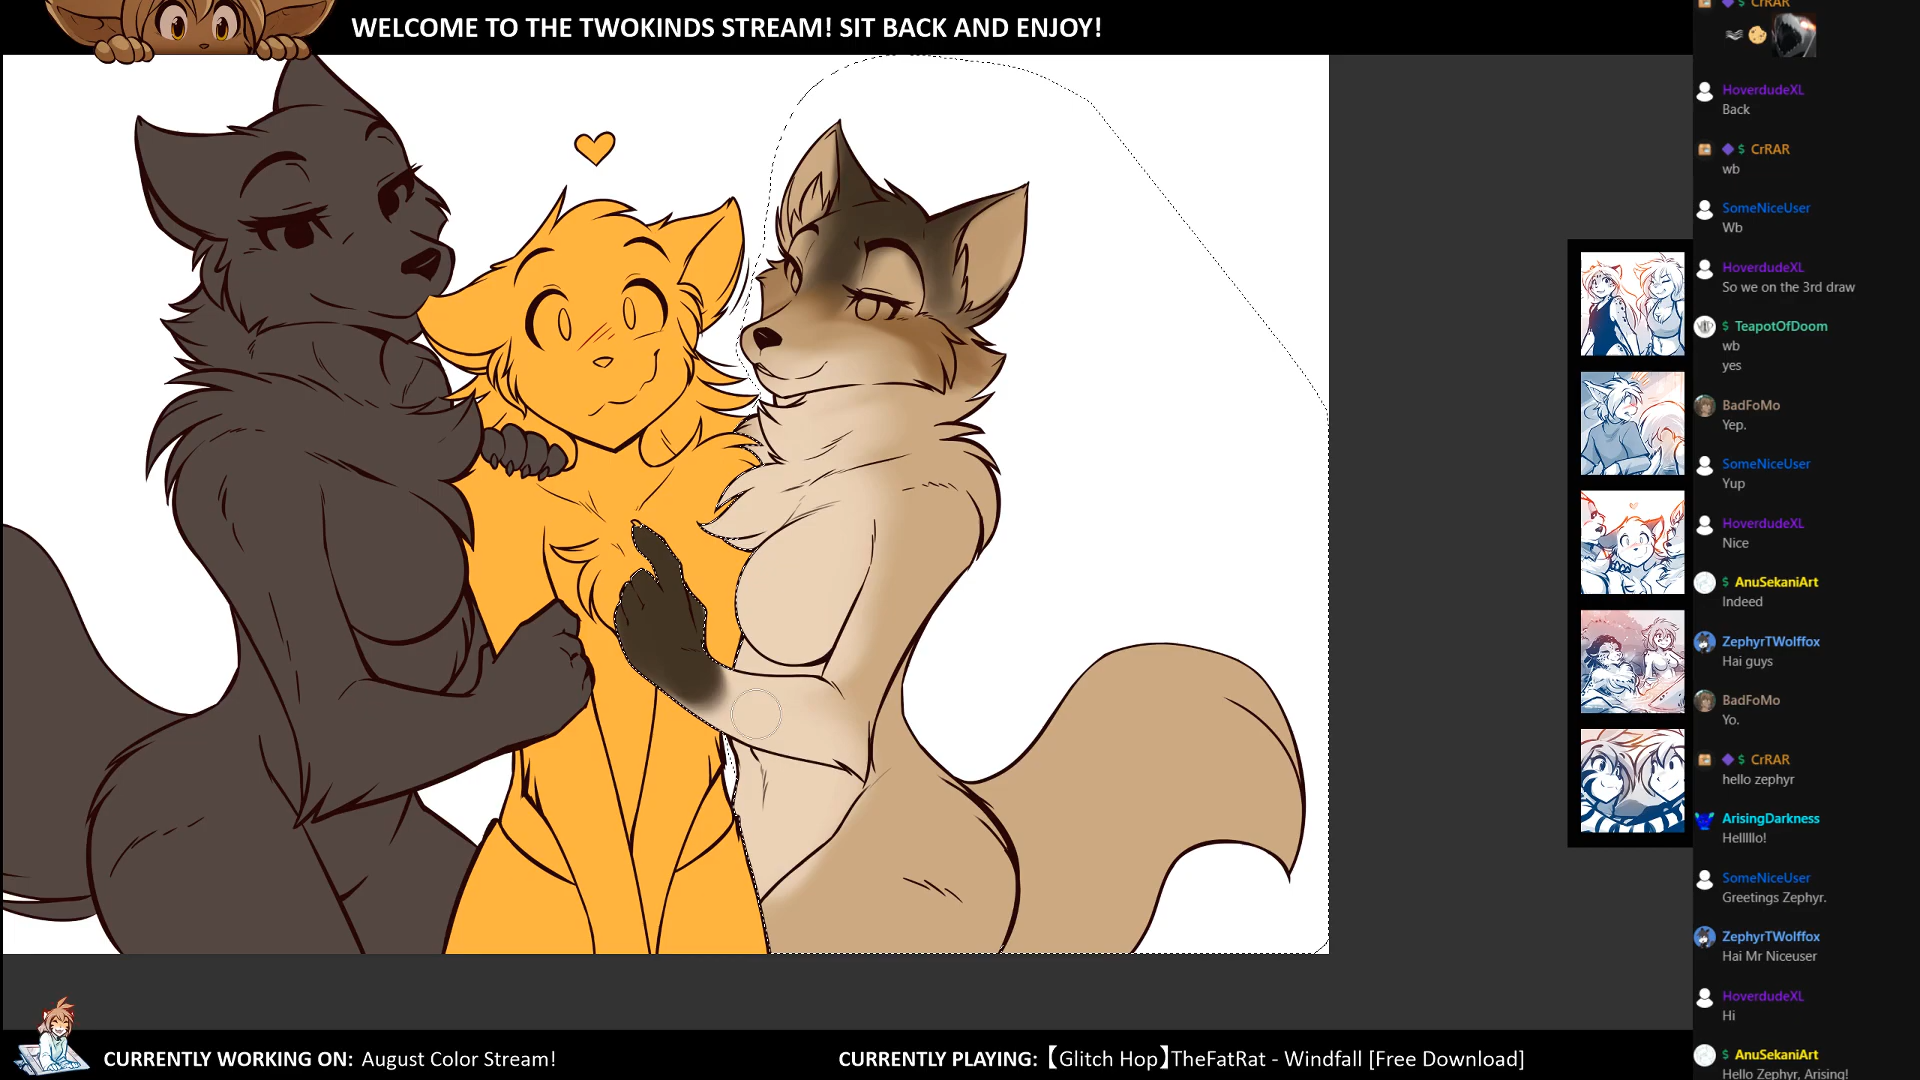 WELCOME TO THE TWOKINDS STREAM! SIT BACK AND ENJOY!
CrRAR
HoverdudeXL
Back
$ CrRAR
wb
SomeNiceUser
Wb
HoverdudeXL
So we on the 3rd draw
$ TeapotOfDoom
wb
yes
BadFoMo
Yep.
SomeNiceUser
Yup
HoverdudeXL
Nice
$ AnuSekaniArt
Indeed
ZephyrTWolffox
Hai guys
BadFoMo
Yo.
$ CrRAR
hello zephyr
ArisingDarkness
Helllllo!
SomeNiceUser
Greetings Zephyr.
ZephyrTWolffox
Hai Mr Niceuser
HoverdudeXL
Hi
$ AnuSekaniArt
Hello Zephyr, Arising!
CURRENTLY WORKING ON: August Color Stream!
CURRENTLY PLAYING:【Glitch Hop】TheFatRat - Windfall [Free Download]